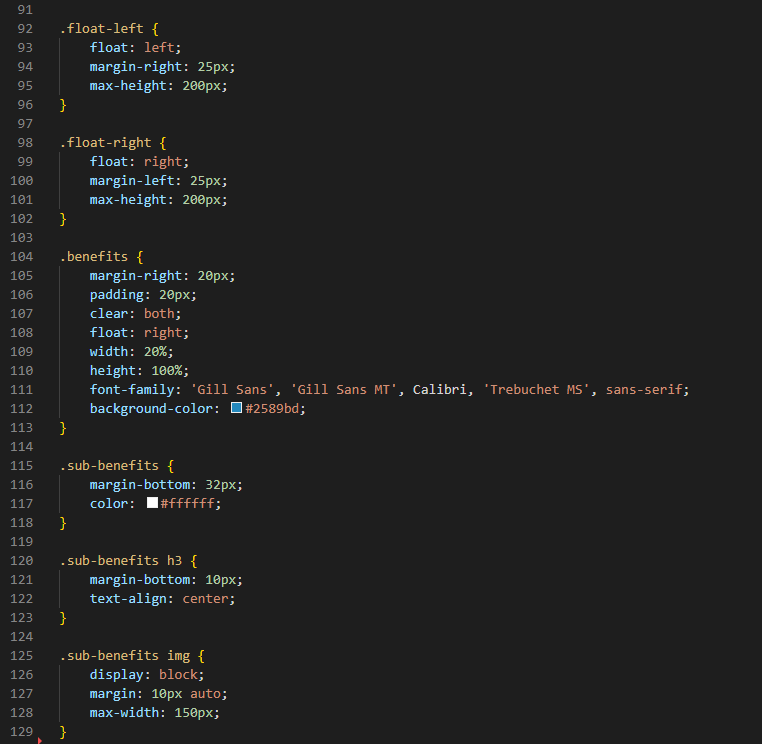 91
92 .float-left {
93 float: left;
94 margin-right: 25px;
95 max-height: 200px;
96 }
97
98 .float-right {
99 float: right;
100 margin-left: 25px;
101 max-height: 200px;
102 }
103
104 .benefits {
105 margin-right: 20px;
106 padding: 20px;
107 clear: both;
108 float: right;
109 width: 20%;
110 height: 100%;
111 font-family: 'Gill Sans', 'Gill Sans MT', Calibri, 'Trebuchet MS', sans-serif;
112 background-color: #2589bd;
113 }
114
115 .sub-benefits {
116 margin-bottom: 32px;
117 color: #ffffff;
118 }
119
120 .sub-benefits h3 {
121 margin-bottom: 10px;
122 text-align: center;
123 }
124
125 .sub-benefits img {
126 display: block;
127 margin: 10px auto;
128 max-width: 150px;
129 }